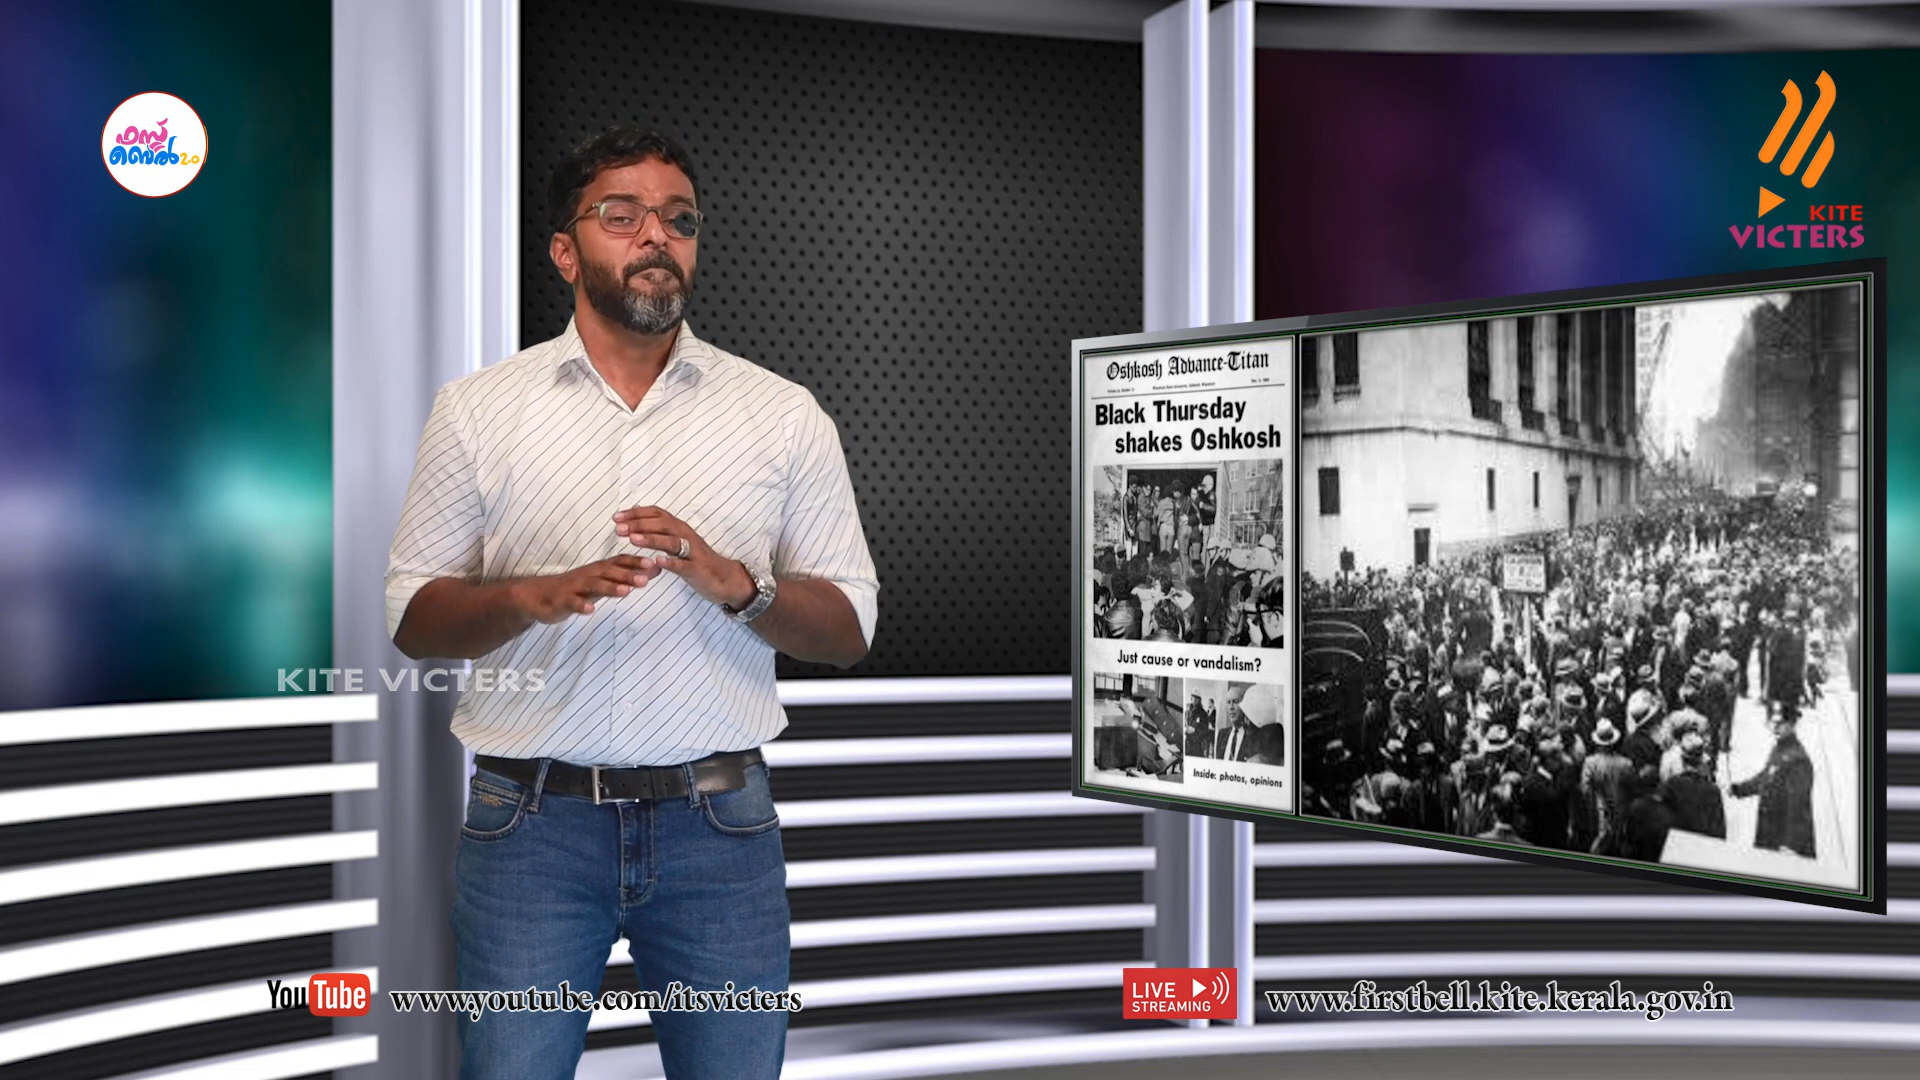 ഫസ്റ്റ്
ബെൽ 2.0
KITE
VICTERS
Oshkosh Advance-Titan
Black Thursday
shakes Oshkosh
Just cause or vandalism?
Inside: photos, opinions
KITE VICTERS
YouTube www.youtube.com/itsvicters
LIVE
STREAMING
www.firstbell.kite.kerala.gov.in